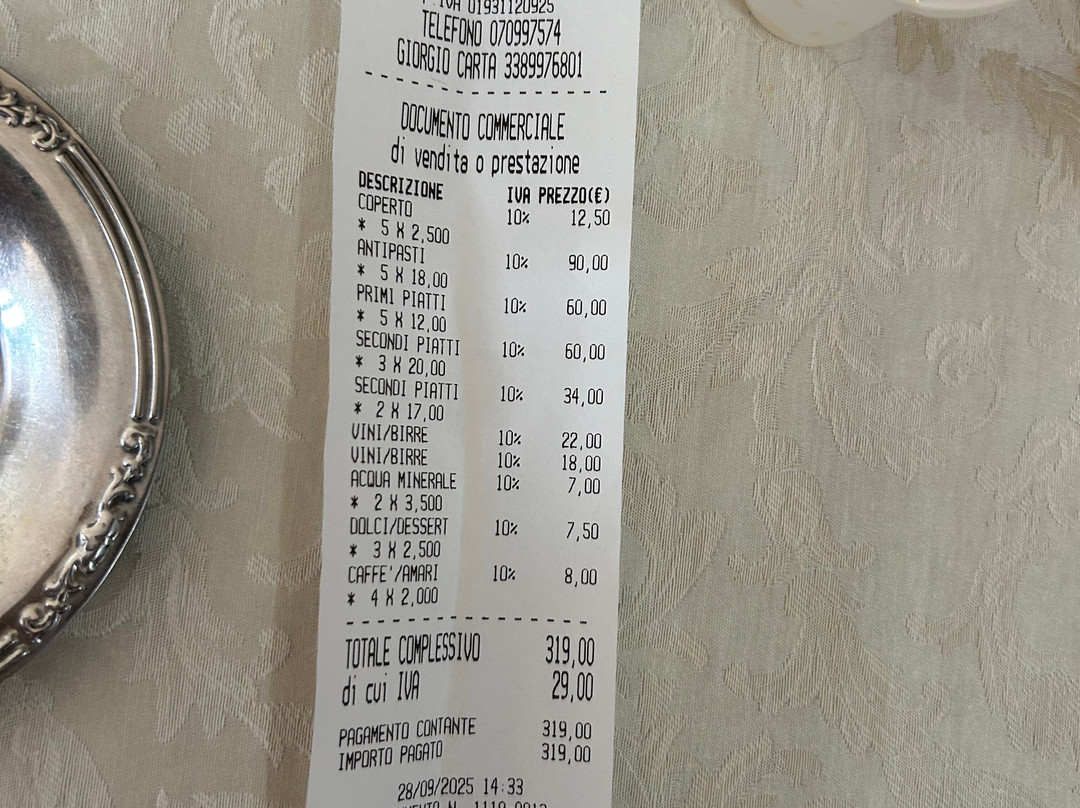 P.IVA 01931120925
TELEFONO 070997574
GIORGIO CARTA 3389976801
DOCUMENTO COMMERCIALE
di vendita o prestazione
DESCRIZIONE IVA PREZZO(€)
COPERTO 10% 12,50
* 5 X 2,500
ANTIPASTI 10% 90,00
* 5 X 18,00
PRIMI PIATTI 10% 60,00
* 5 X 12,00
SECONDI PIATTI 10% 60,00
* 3 X 20,00
SECONDI PIATTI 10% 34,00
* 2 X 17,00
VINI/BIRRE 10% 22,00
VINI/BIRRE 10% 18,00
ACQUA MINERALE 10% 7,00
* 2 X 3,500
DOLCI/DESSERT 10% 7,50
* 3 X 2,500
CAFFE'/AMARI 10% 8,00
* 4 X 2,000
TOTALE COMPLESSIVO 319,00
di cui IVA 29,00
PAGAMENTO CONTANTE 319,00
IMPORTO PAGATO 319,00
28/09/2025 14:33